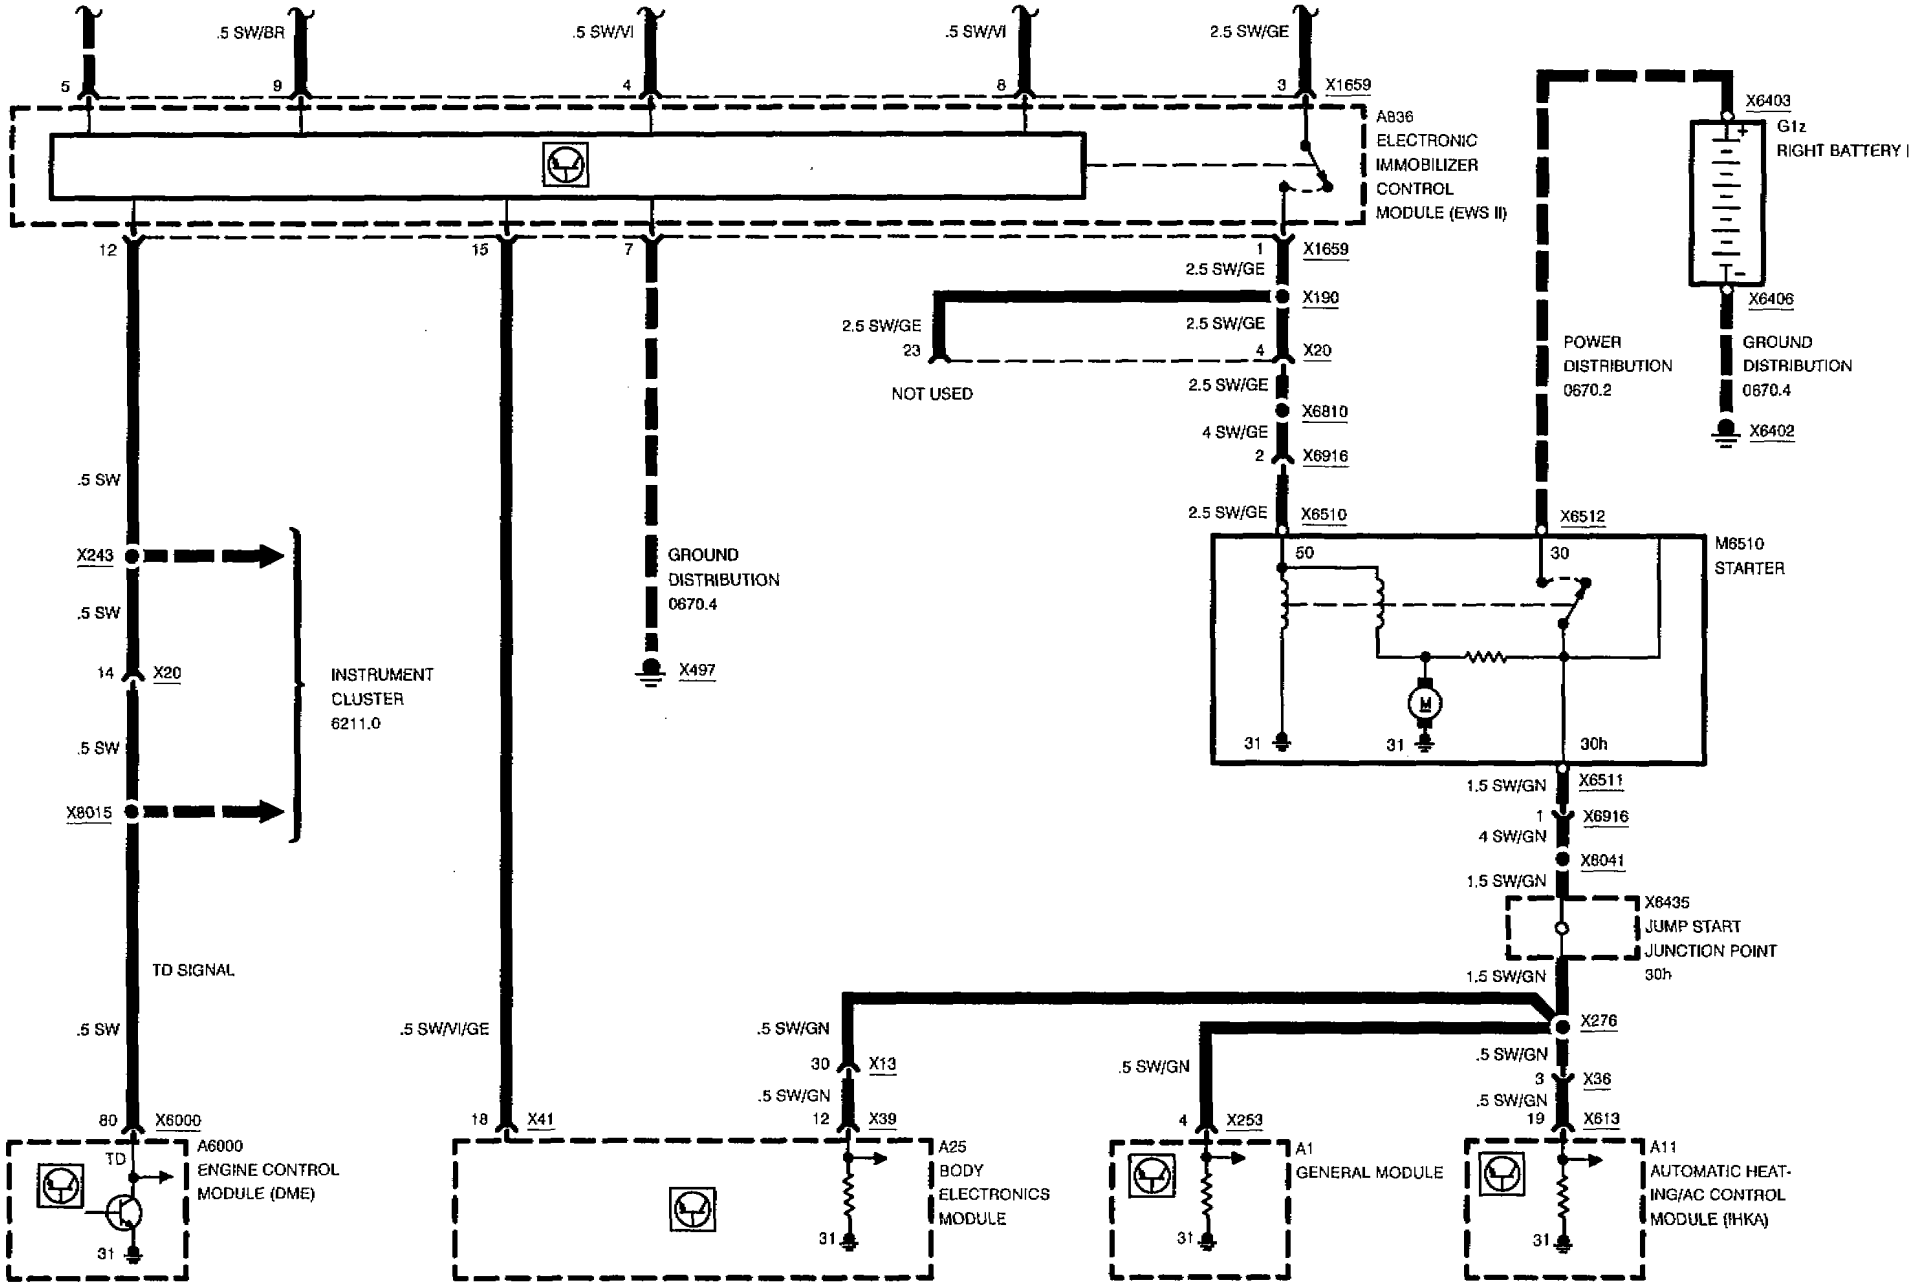 .5 SW/BR
.5 SW/VI
.5 SW/VI
2.5 SW/GE
5
9
4
8
3
X1659
A836
ELECTRONIC
IMMOBILIZER
CONTROL
MODULE (EWS II)
X6403
+
G1z
RIGHT BATTERY I
-
X6406
12
15
7
1
X1659
2.5 SW/GE
X190
2.5 SW/GE
2.5 SW/GE
23
4
X20
NOT USED
2.5 SW/GE
X6810
4 SW/GE
2
X6916
2.5 SW/GE
X6510
POWER
DISTRIBUTION
0670.2
GROUND
DISTRIBUTION
0670.4
X6402
X6512
.5 SW
X243
.5 SW
14
X20
.5 SW
X8015
INSTRUMENT
CLUSTER
6211.0
GROUND
DISTRIBUTION
0670.4
X497
50
30
M6510
STARTER
M
31
31
30h
1.5 SW/GN
X6511
1
X6916
4 SW/GN
X8041
1.5 SW/GN
X6435
JUMP START
JUNCTION POINT
30h
1.5 SW/GN
X276
TD SIGNAL
.5 SW
.5 SW/VI/GE
.5 SW/GN
30
X13
.5 SW/GN
.5 SW/GN
.5 SW/GN
3
X36
.5 SW/GN
80
X6000
18
X41
12
X39
4
X253
19
X613
TD
A6000
ENGINE CONTROL
MODULE (DME)
31
A25
BODY
ELECTRONICS
MODULE
31
A1
GENERAL MODULE
31
A11
AUTOMATIC HEAT-
ING/AC CONTROL
MODULE (IHKA)
31